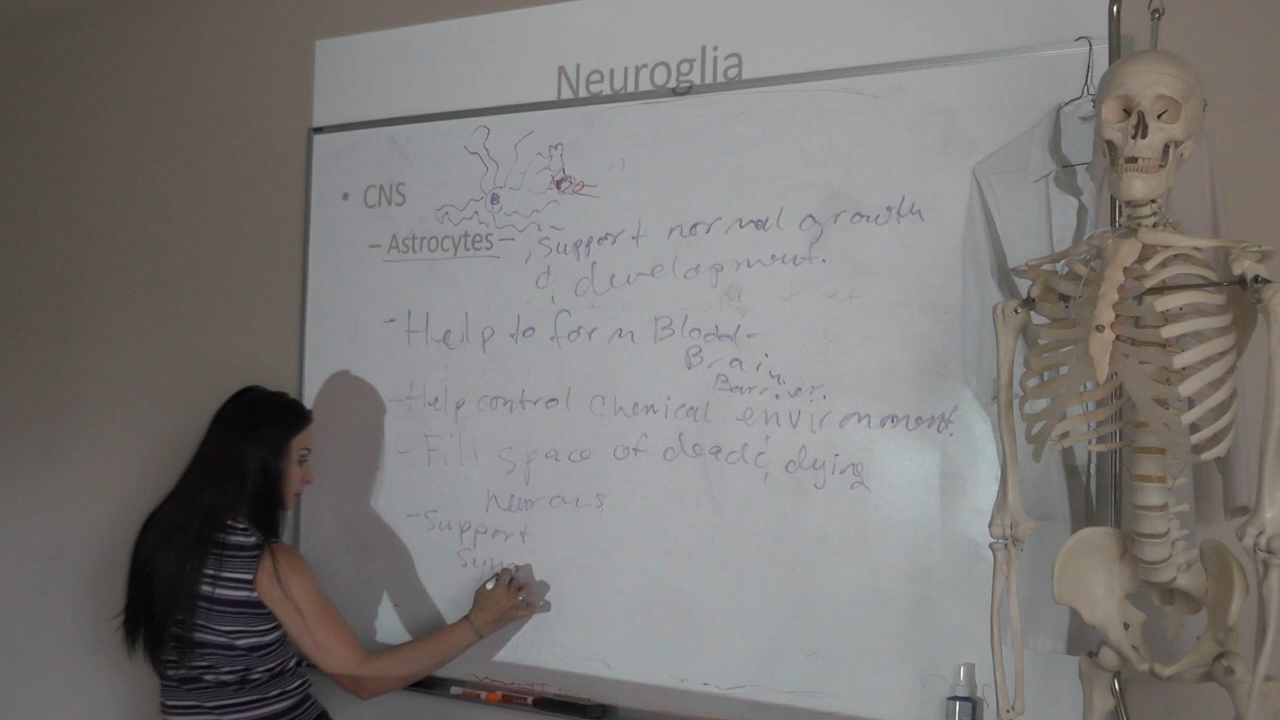 Neuroglia
• CNS
– Astrocytes – , support normal growth
& development.
- Help to form Blood-
Brain
Barrier.
- Help control chemical environment.
- Fill space of dead & dying
neurons
- Support
Syna